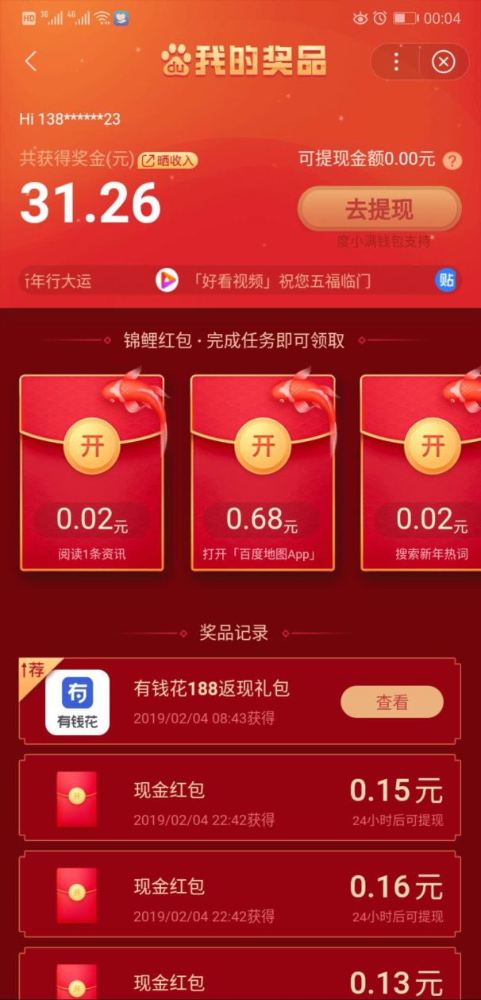 HD 3G 4G 00:04
du 我的奖品
Hi 138******23
共获得奖金(元) 晒收入
可提现金额0.00元 ?
31.26
去提现
度小满钱包支持
年行大运 「好看视频」祝您五福临门 贴
锦鲤红包·完成任务即可领取
开 开 开
0.02元 0.68元 0.02元
阅读1条资讯 打开「百度地图App」 搜索新年热词
奖品记录
荐
有钱花
有钱花188返现礼包
2019/02/04 08:43获得
查看
开
现金红包
0.15元
2019/02/04 22:42获得
24小时后可提现
开
现金红包
0.16元
2019/02/04 22:42获得
24小时后可提现
开
现金红包
0.13元